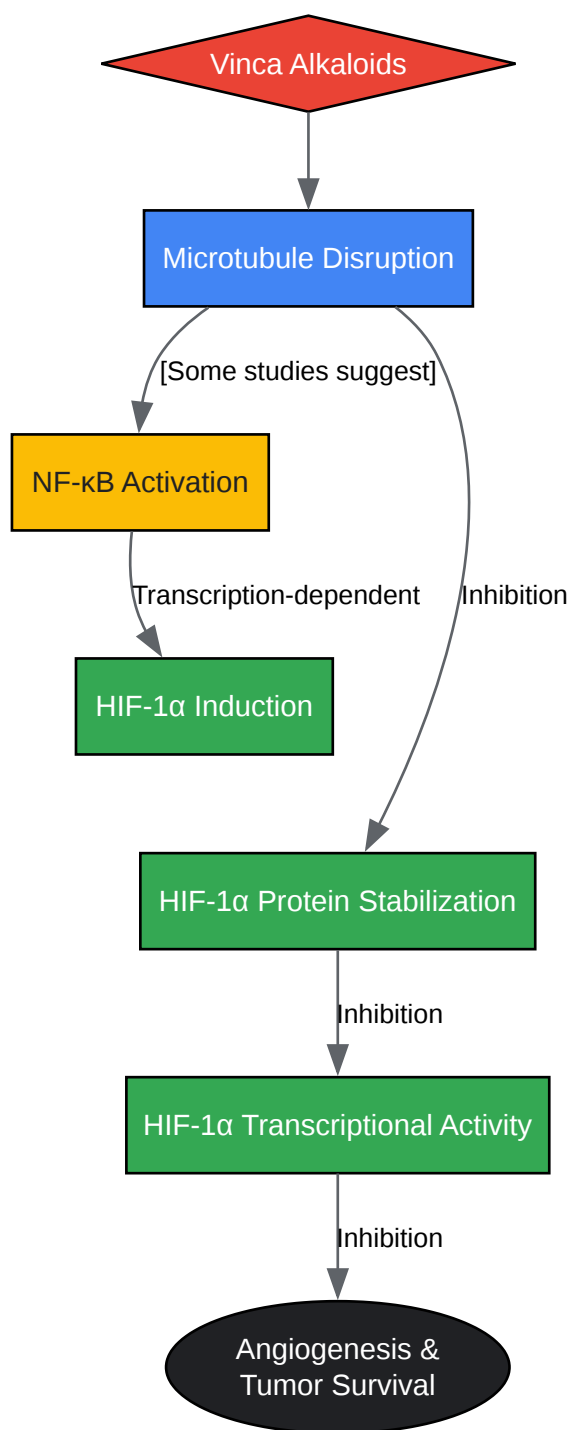 Vinca Alkaloids
Microtubule Disruption
[Some studies suggest]
NF-κB Activation
Transcription-dependent
Inhibition
HIF-1α Induction
HIF-1α Protein Stabilization
Inhibition
HIF-1α Transcriptional Activity
Inhibition
Angiogenesis &
Tumor Survival